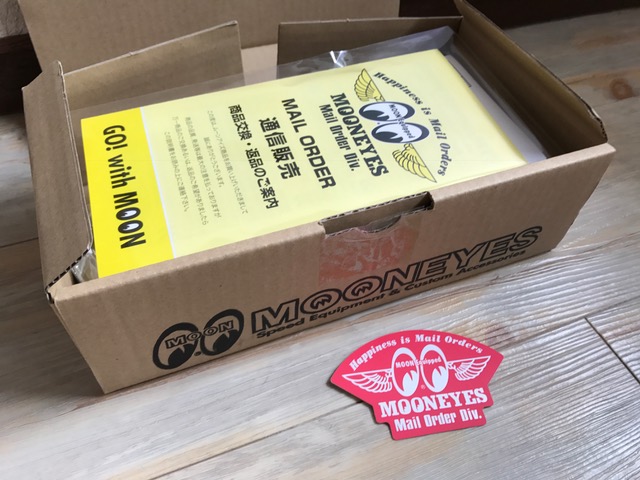 Happiness is Mail Orders
MOON Equipped
MOONEYES
Mail Order Div.
MAIL ORDER
通信販売
商品交換・返品のご案内
GO! with MOON
MOON
MOONEYES
Speed Equipment & Custom Accessories
Happiness is Mail Orders
MOON Equipped
MOONEYES
Mail Order Div.